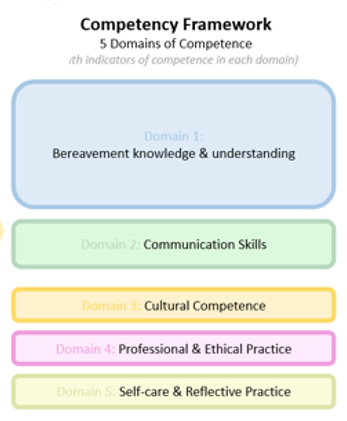 Competency Framework
5 Domains of Competence
indicators of competence in each domain)
Domain 1:
Bereavement knowledge & understanding
Domain 2: Communication Skills
Domain 3: Cultural Competence
Domain 4: Professional & Ethical Practice
Domain 5: Self-care & Reflective Practice